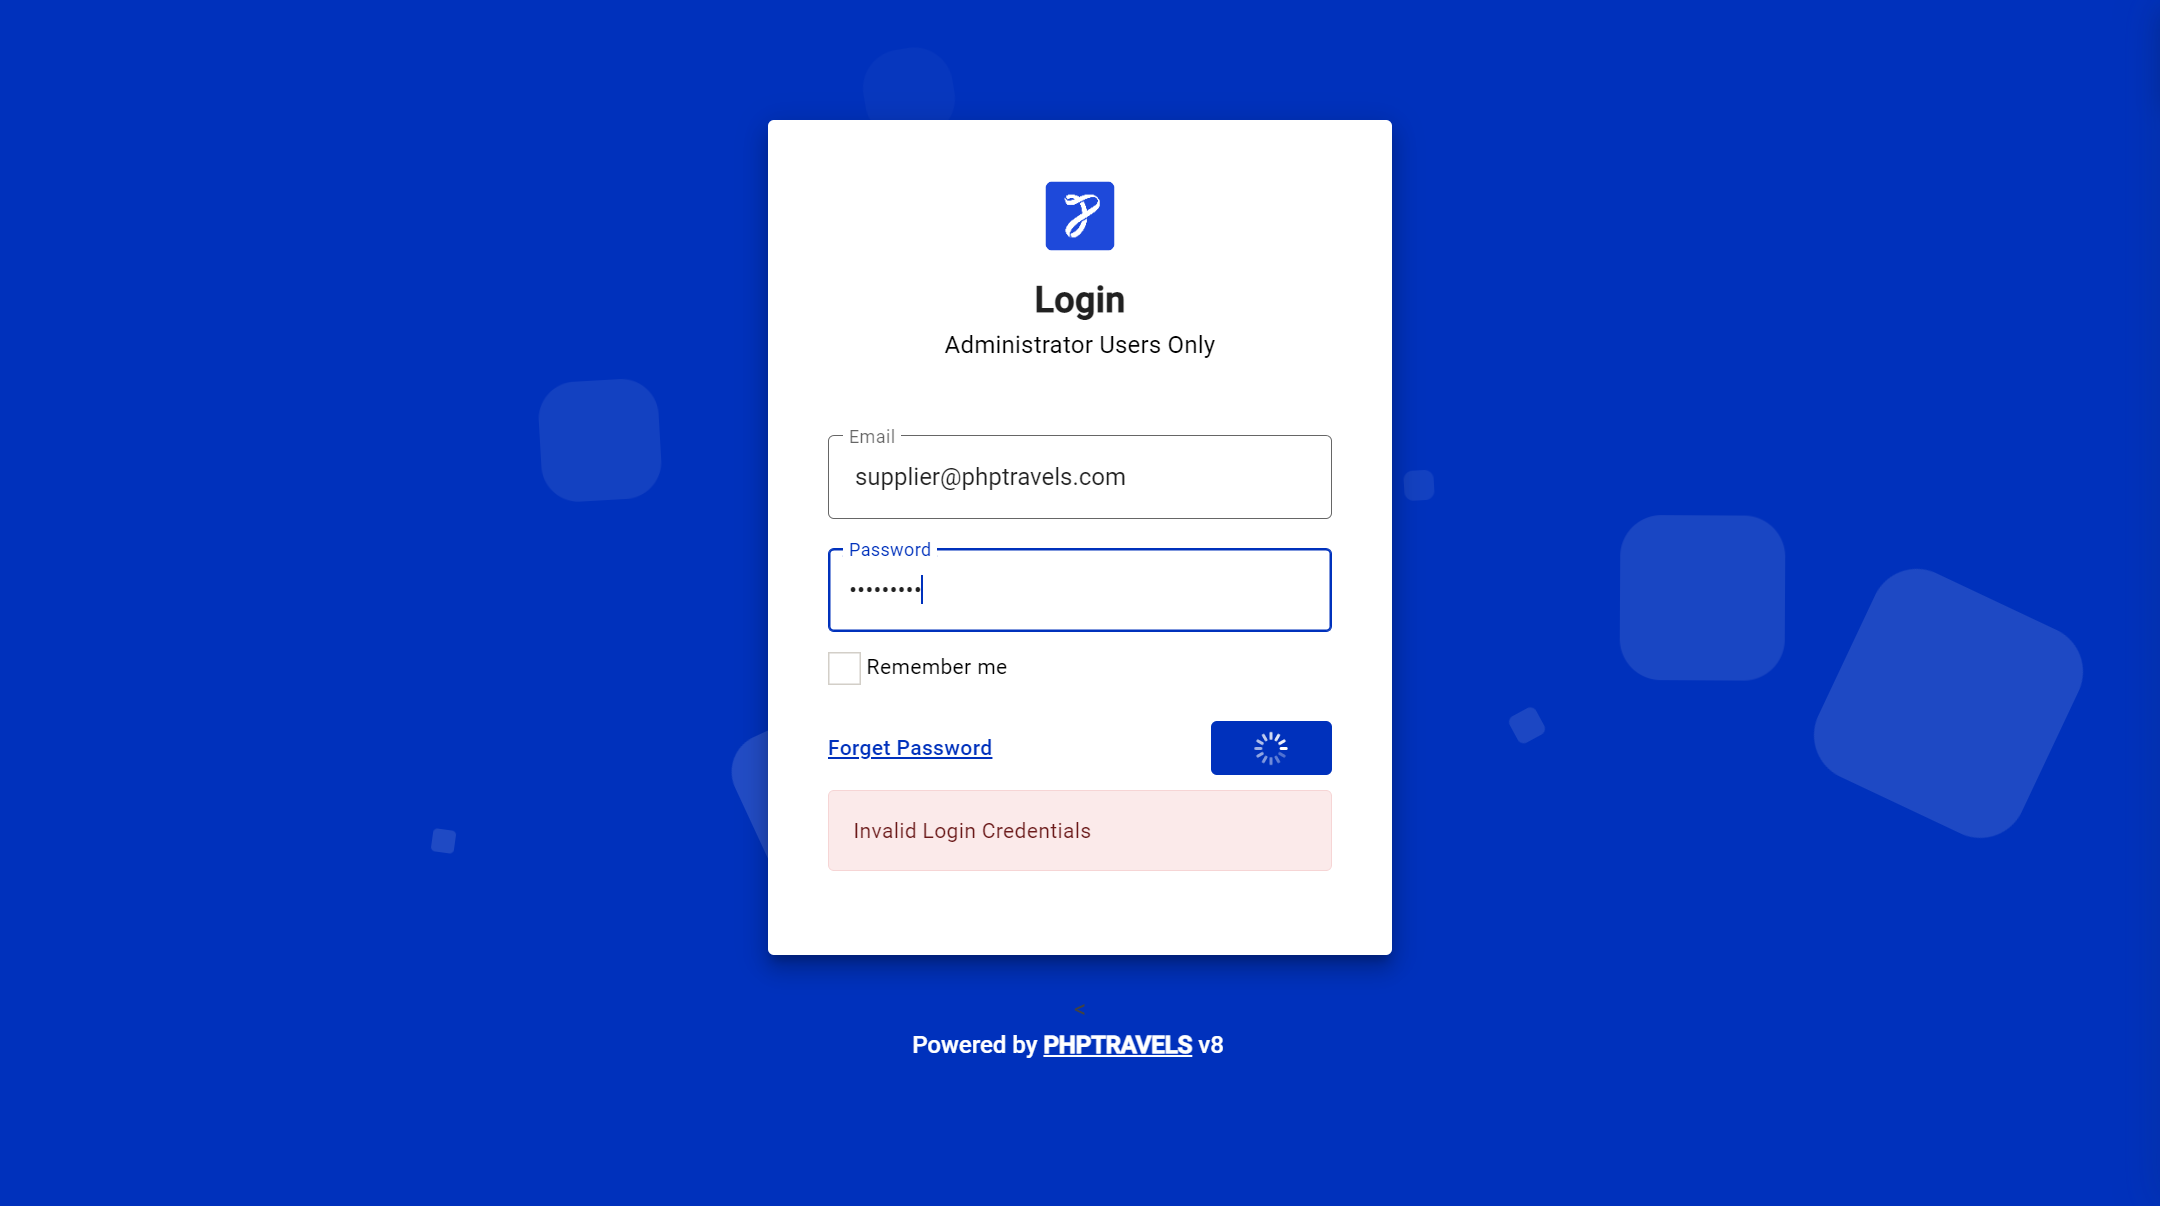 Login
Administrator Users Only
Email
supplier@phptravels.com
Password
•••••••••
Remember me
Forget Password
Invalid Login Credentials
<
Powered by PHPTRAVELS v8